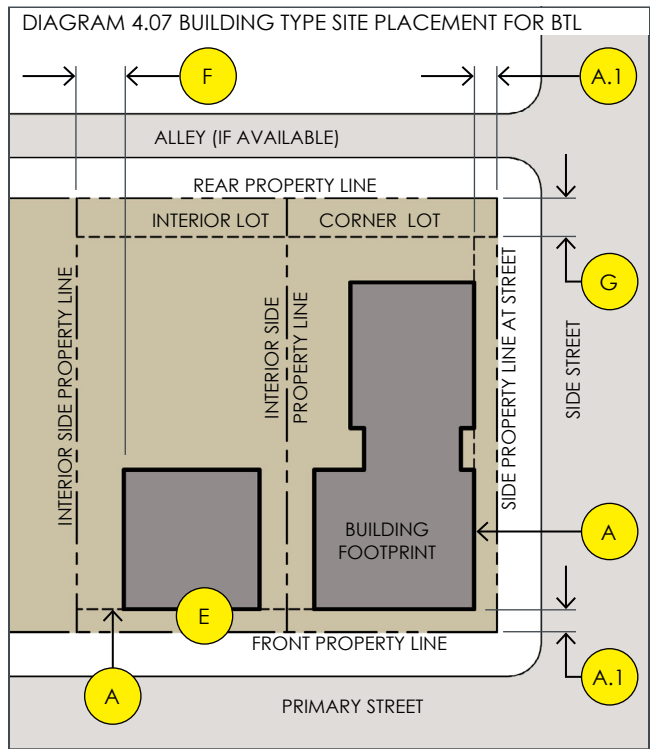 DIAGRAM 4.07 BUILDING TYPE SITE PLACEMENT FOR BTL
F
A.1
ALLEY (IF AVAILABLE)
REAR PROPERTY LINE
INTERIOR LOT
CORNER LOT
G
INTERIOR SIDE PROPERTY LINE
INTERIOR SIDE
PROPERTY LINE
SIDE PROPERTY LINE AT STREET
SIDE STREET
BUILDING
FOOTPRINT
A
E
FRONT PROPERTY LINE
A
A.1
PRIMARY STREET